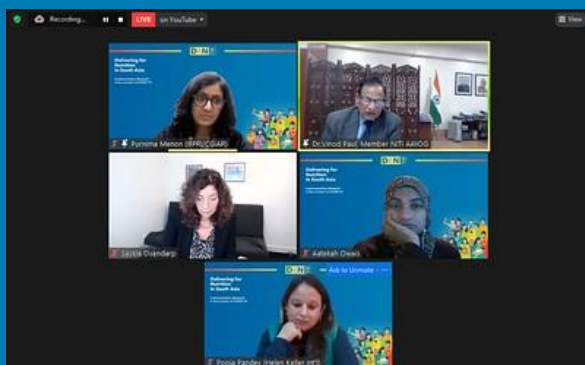 Recording...
LIVE
on YouTube
View
Delivering for
Nutrition
in South Asia
Purnima Menon (IFPRI/CGIAR)
Dr.Vinod Paul, Member NITI AAYOG
Saskia Osendarp
Delivering for
Nutrition
in South Asia
Aatekah Owais
Delivering for
Nutrition
in South Asia
Ask to Unmute
Pooja Pandey (Helen Keller Int'l)